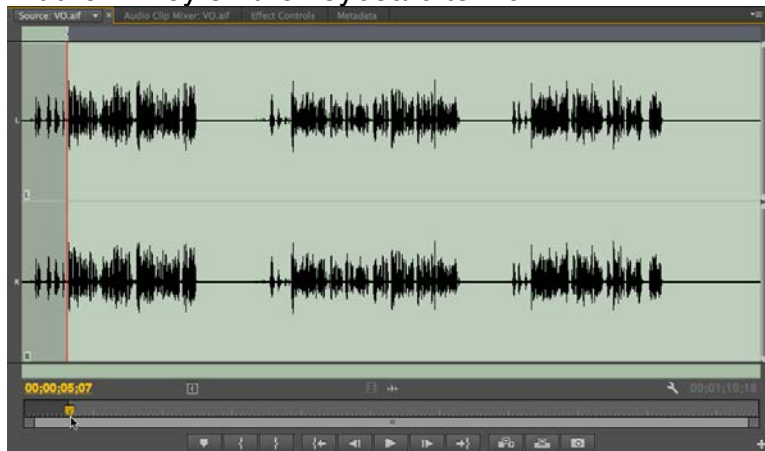 Source: VO.aif Audio Clip Mixer: VO.aif Effect Controls Metadata
L
L
R
R
00;00;05;07 00;01;19;18